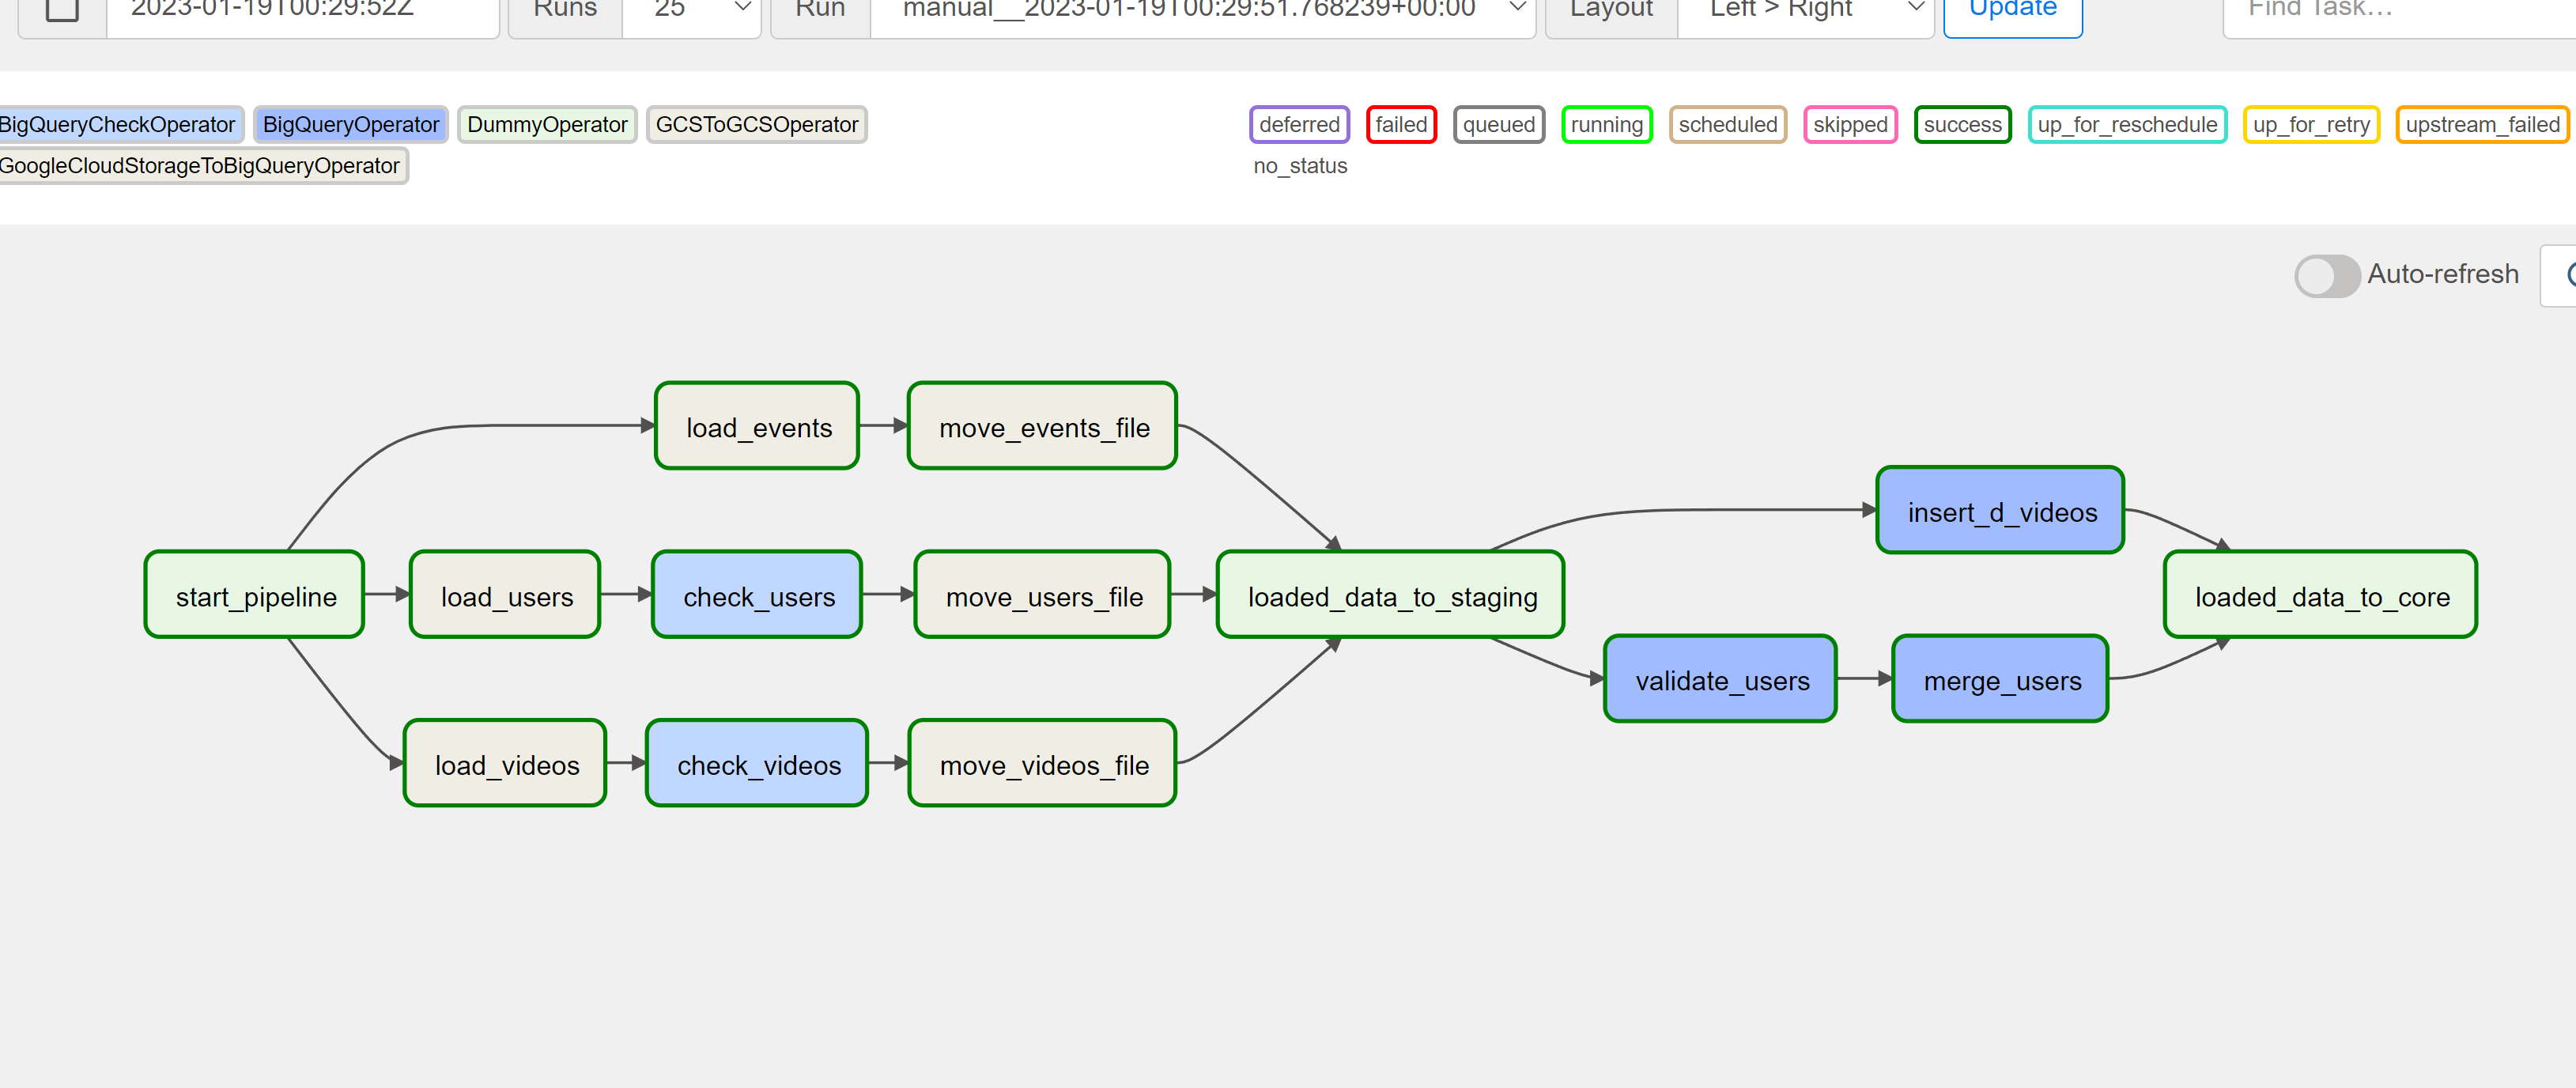 2023-01-19T00:29:52Z Runs 25 Run manual__2023-01-19T00:29:51.768239+00:00 Layout Left > Right Update Find Task…
BigQueryCheckOperator BigQueryOperator DummyOperator GCSToGCSOperator
GoogleCloudStorageToBigQueryOperator
deferred failed queued running scheduled skipped success up_for_reschedule up_for_retry upstream_failed
no_status
Auto-refresh
load_events move_events_file
insert_d_videos
start_pipeline load_users check_users move_users_file loaded_data_to_staging loaded_data_to_core
validate_users merge_users
load_videos check_videos move_videos_file